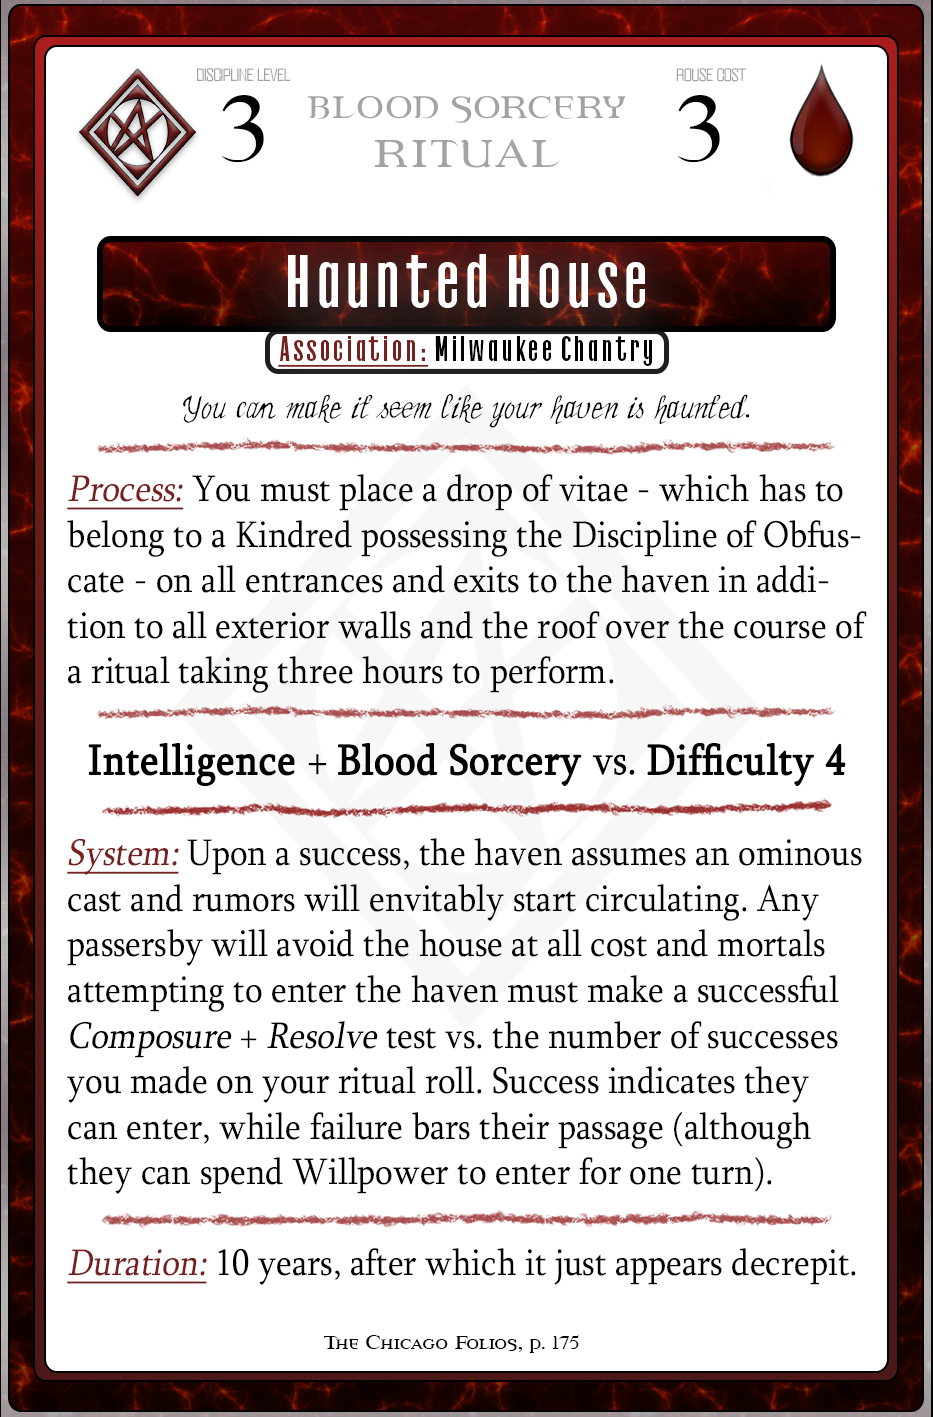 DISCIPLINE LEVEL
3
BLOOD SORCERY
RITUAL
ROUSE COST
3
Haunted House
Association: Milwaukee Chantry
You can make it seem like your haven is haunted.
Process: You must place a drop of vitae - which has to
belong to a Kindred possessing the Discipline of Obfus-
cate - on all entrances and exits to the haven in addi-
tion to all exterior walls and the roof over the course of
a ritual taking three hours to perform.
Intelligence + Blood Sorcery vs. Difficulty 4
System: Upon a success, the haven assumes an ominous
cast and rumors will envitably start circulating. Any
passersby will avoid the house at all cost and mortals
attempting to enter the haven must make a successful
Composure + Resolve test vs. the number of successes
you made on your ritual roll. Success indicates they
can enter, while failure bars their passage (although
they can spend Willpower to enter for one turn).
Duration: 10 years, after which it just appears decrepit.
The Chicago Folios, p. 175